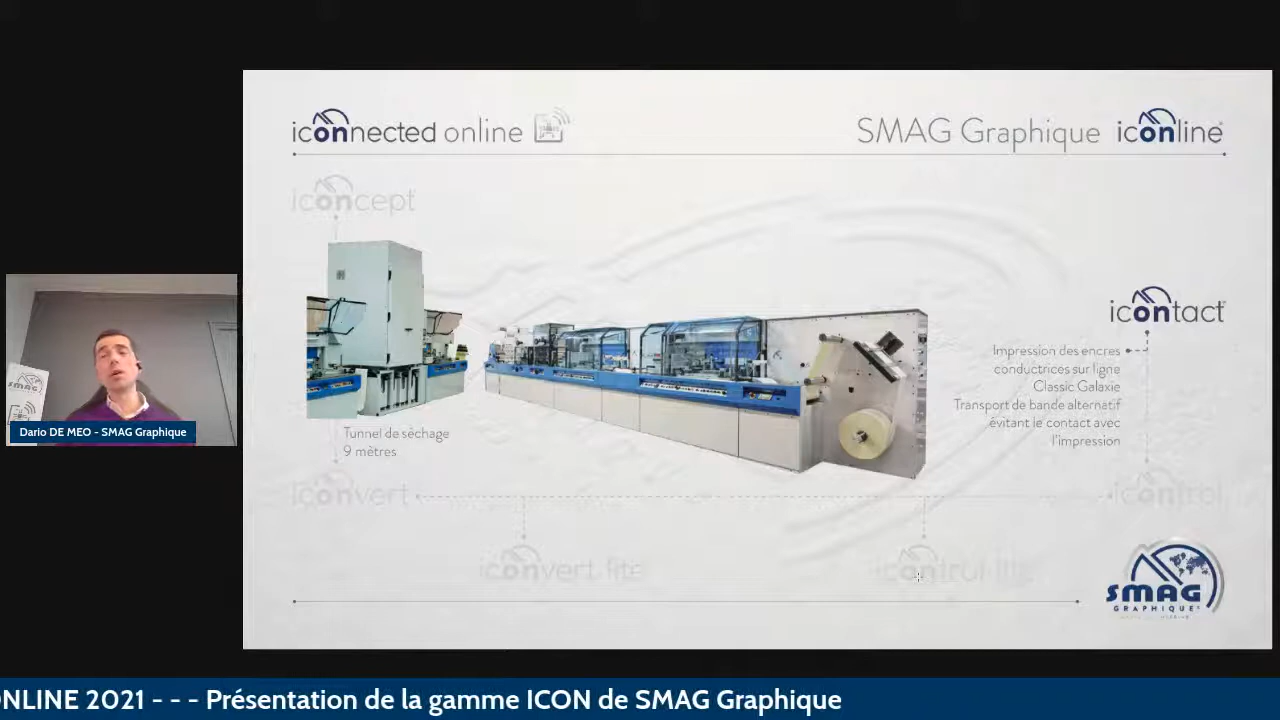 iconnected online
SMAG Graphique iconline
iconcept
icontact
Impression des encres
conductrices sur ligne
Classic Galaxie
Transport de bande alternatif
évitant le contact avec
l'impression
Tunnel de sèchage
9 mètres
iconvert
icontrol
iconvert lite
icontrol lite
SMAG
GRAPHIQUE
SMAG
Dario DE MEO - SMAG Graphique
ONLINE 2021 - - - Présentation de la gamme ICON de SMAG Graphique